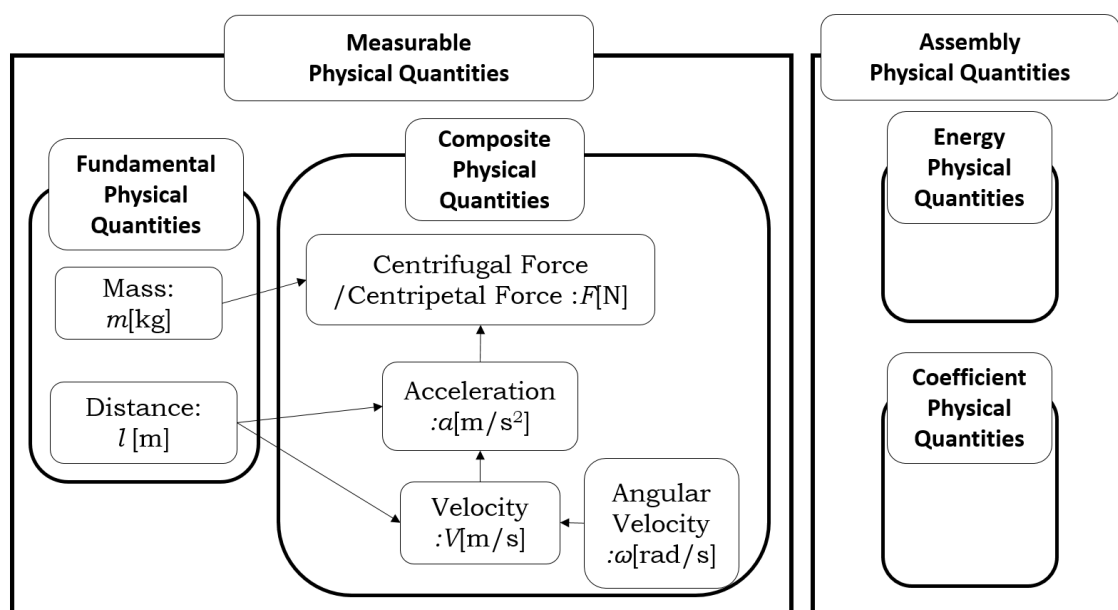 Measurable
Physical Quantities
Assembly
Physical Quantities
Fundamental
Physical
Quantities
Composite
Physical
Quantities
Energy
Physical
Quantities
Mass:
m[kg]
Centrifugal Force
/Centripetal Force :F[N]
Distance:
l [m]
Acceleration
:a[m/s²]
Coefficient
Physical
Quantities
Velocity
:V[m/s]
Angular
Velocity
:ω[rad/s]